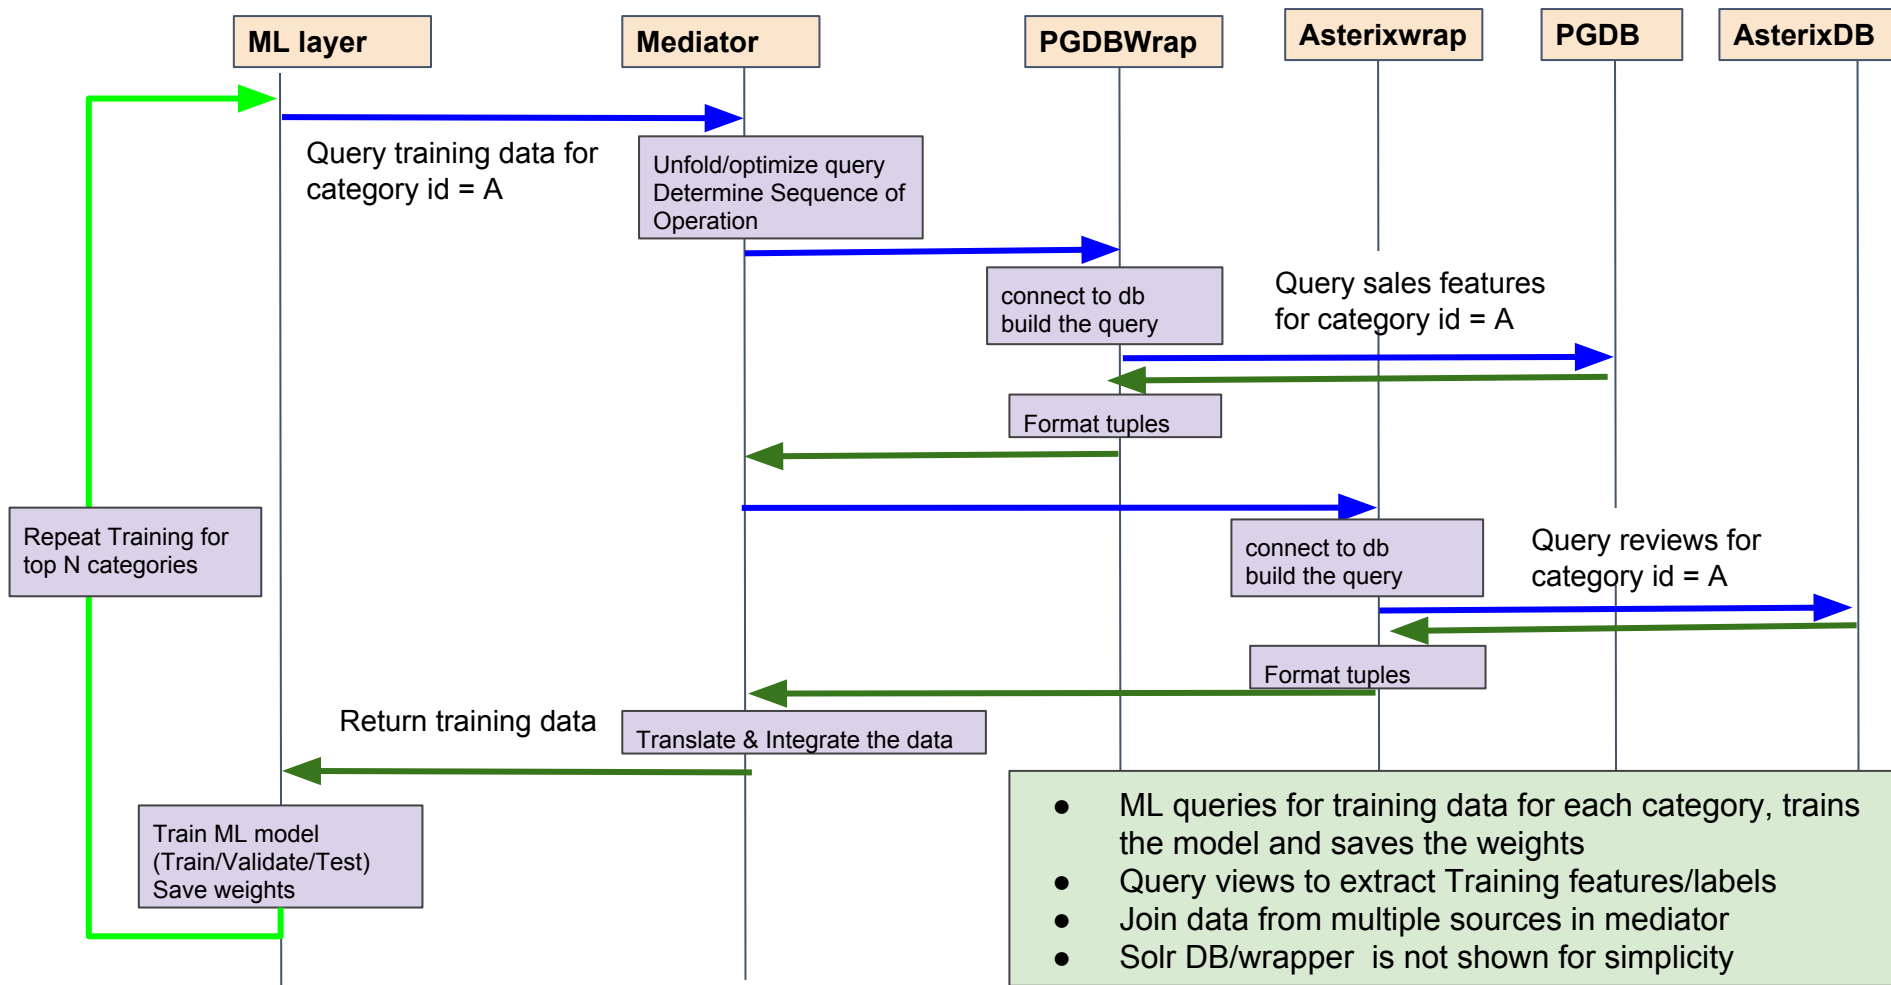 ML layer
Mediator
PGDBWrap
Asterixwrap
PGDB
AsterixDB
Query training data for
category id = A
Unfold/optimize query
Determine Sequence of
Operation
connect to db
build the query
Query sales features
for category id = A
Format tuples
Repeat Training for
top N categories
connect to db
build the query
Query reviews for
category id = A
Format tuples
Return training data
Translate & Integrate the data
Train ML model
(Train/Validate/Test)
Save weights
● ML queries for training data for each category, trains
the model and saves the weights
● Query views to extract Training features/labels
● Join data from multiple sources in mediator
● Solr DB/wrapper is not shown for simplicity